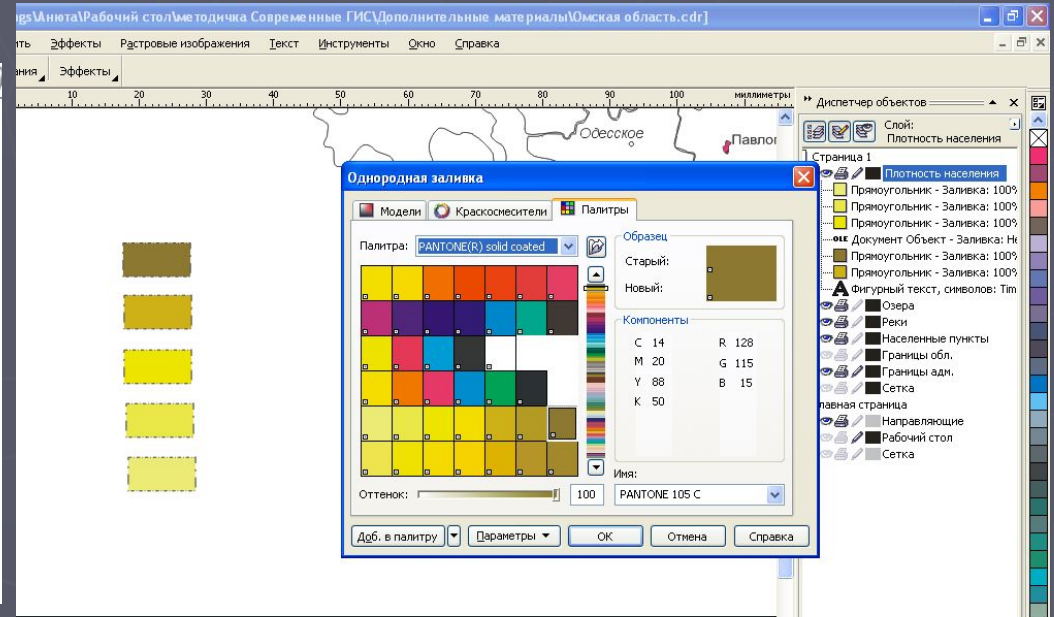 gs\Анюта\Рабочий стол\методичка Современные ГИС\Дополнительные материалы\Омская область.cdr]
ть Эффекты Растровые изображения Текст Инструменты Окно Справка
ания Эффекты
10 20 30 40 50 60 70 80 90 100 миллиметры
Одесское
Павлог
Диспетчер объектов
Слой:
Плотность населения
Страница 1
Плотность населения
Прямоугольник - Заливка: 100%
Прямоугольник - Заливка: 100%
Прямоугольник - Заливка: 100%
OLE Документ Объект - Заливка: Не
Прямоугольник - Заливка: 100%
Прямоугольник - Заливка: 100%
А Фигурный текст, символов: Tim
Озера
Реки
Населенные пункты
Границы обл.
Границы адм.
Сетка
лавная страница
Направляющие
Рабочий стол
Сетка
Однородная заливка
Модели Краскосмесители Палитры
Палитра: PANTONE(R) solid coated
Образец
Старый:
Новый:
Компоненты
C 14 R 128
M 20 G 115
Y 88 B 15
K 50
Имя:
Оттенок: 100 PANTONE 105 C
Доб. в палитру Параметры OK Отмена Справка